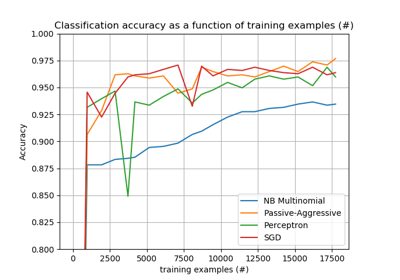 Classification accuracy as a function of training examples (#)
1.000
0.975
0.950
0.925
0.900
0.875
0.850
0.825
0.800
Accuracy
NB Multinomial
Passive-Aggressive
Perceptron
SGD
0 2500 5000 7500 10000 12500 15000 17500
training examples (#)